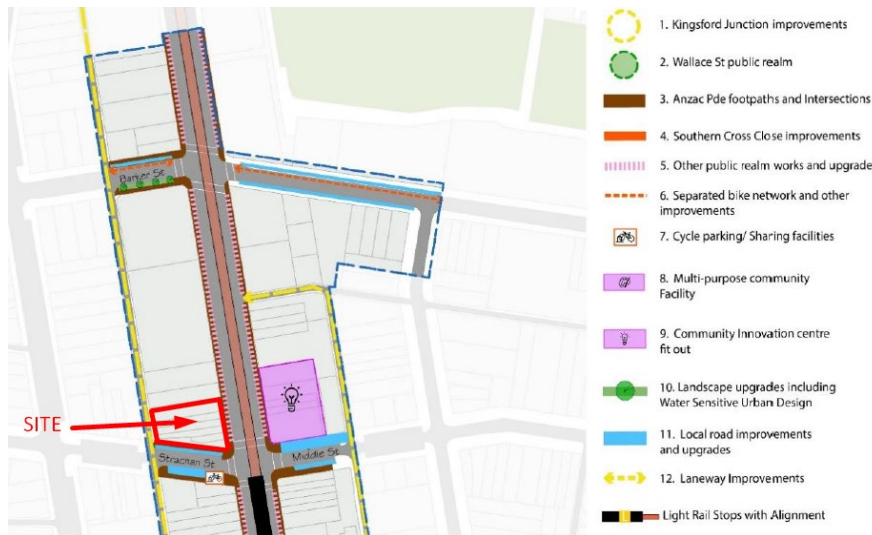 Barker St
SITE
Strachan St
Middle St
1. Kingsford Junction improvements
2. Wallace St public realm
3. Anzac Pde footpaths and Intersections
4. Southern Cross Close improvements
5. Other public realm works and upgrade
6. Separated bike network and other
improvements
7. Cycle parking/ Sharing facilities
8. Multi-purpose community
Facility
9. Community Innovation centre
fit out
10. Landscape upgrades including
Water Sensitive Urban Design
11. Local road improvements
and upgrades
12. Laneway Improvements
L
Light Rail Stops with Alignment